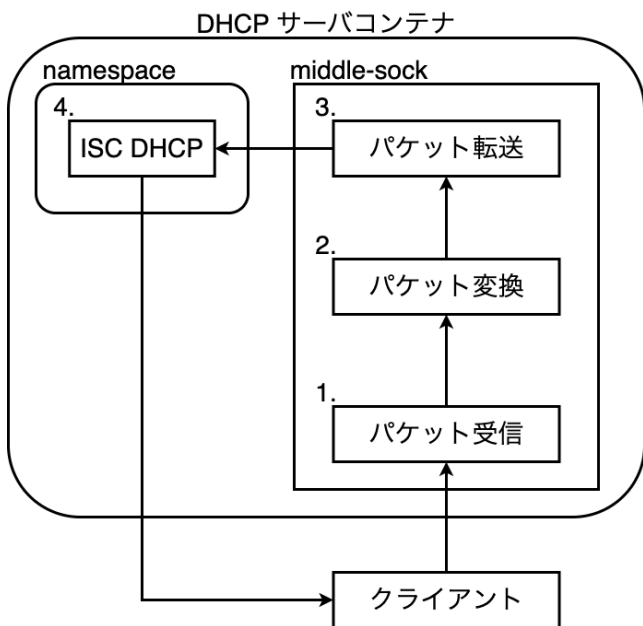 DHCP サーバコンテナ
namespace
middle-sock
4.
ISC DHCP
3.
パケット転送
2.
パケット変換
1.
パケット受信
クライアント